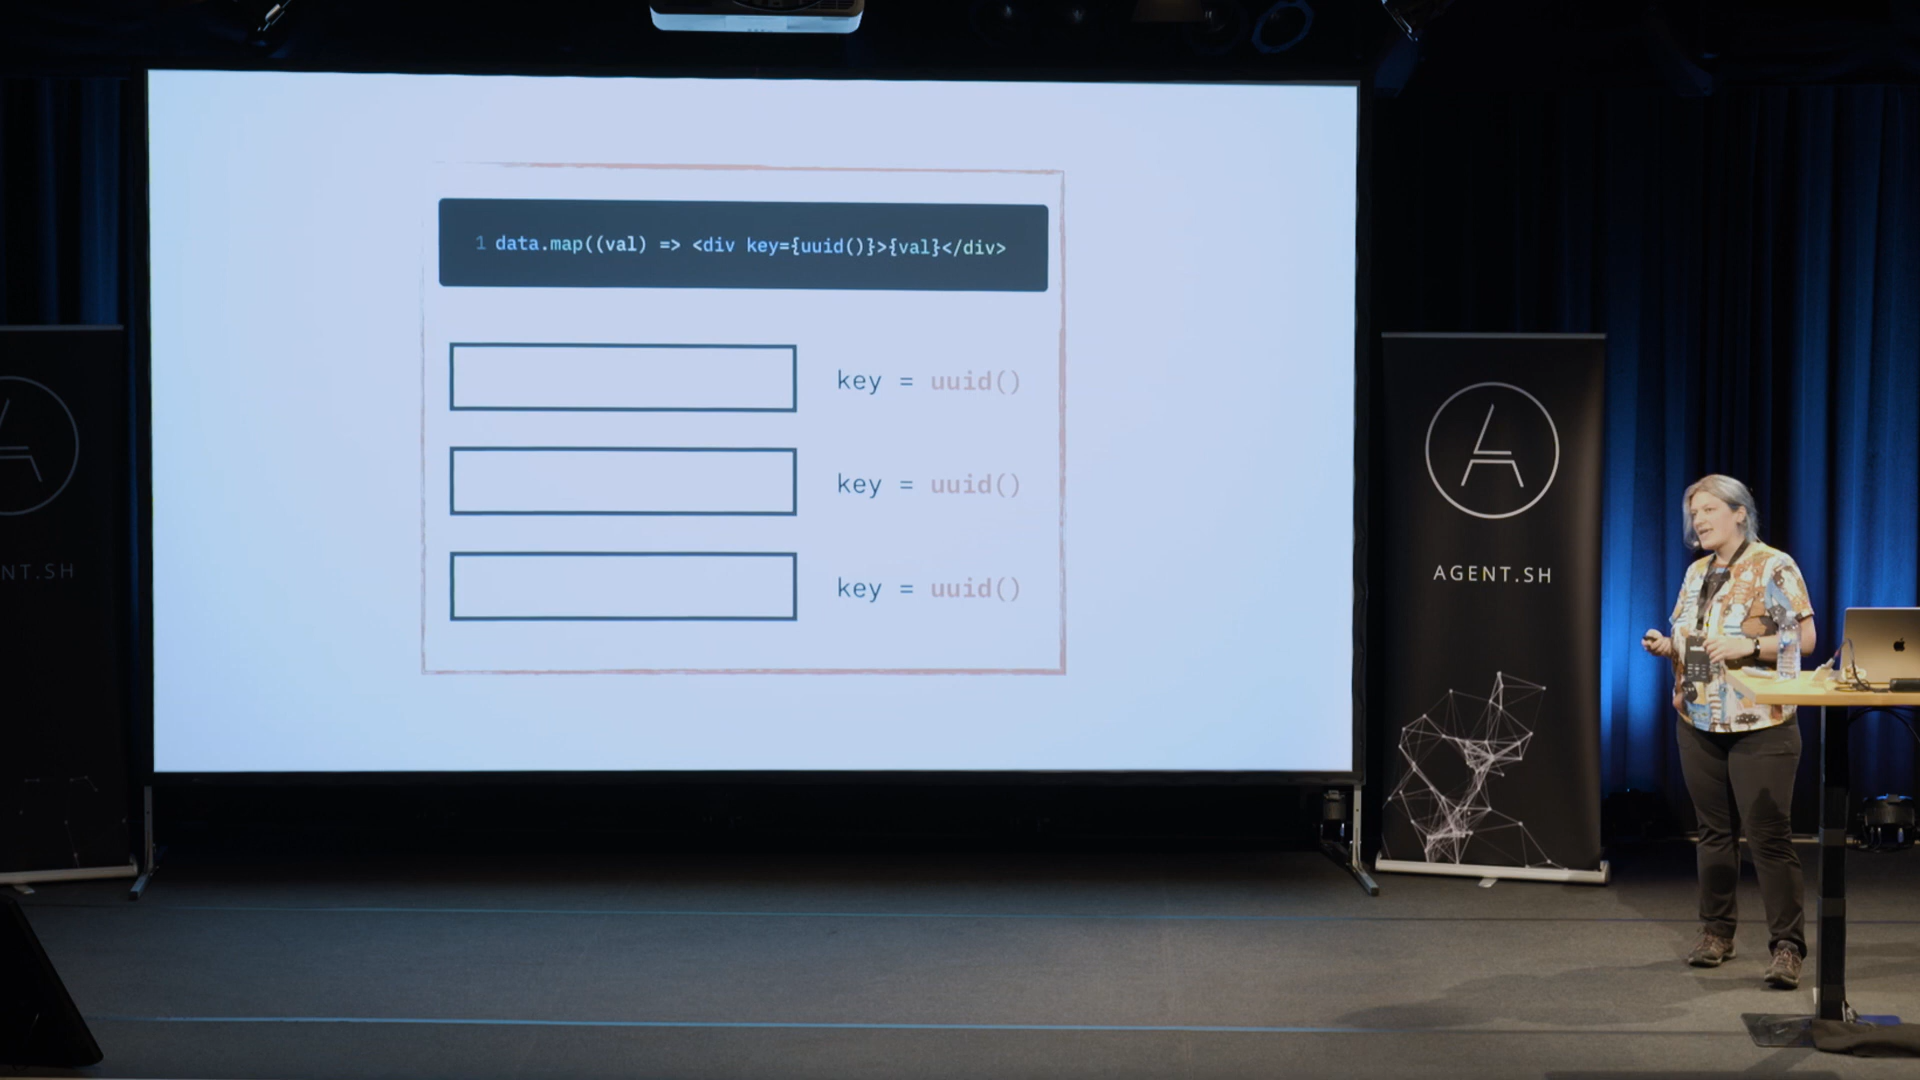 1 data.map((val) => <div key={uuid()}>{val}</div>
key = uuid()
key = uuid()
key = uuid()
NT.SH
AGENT.SH